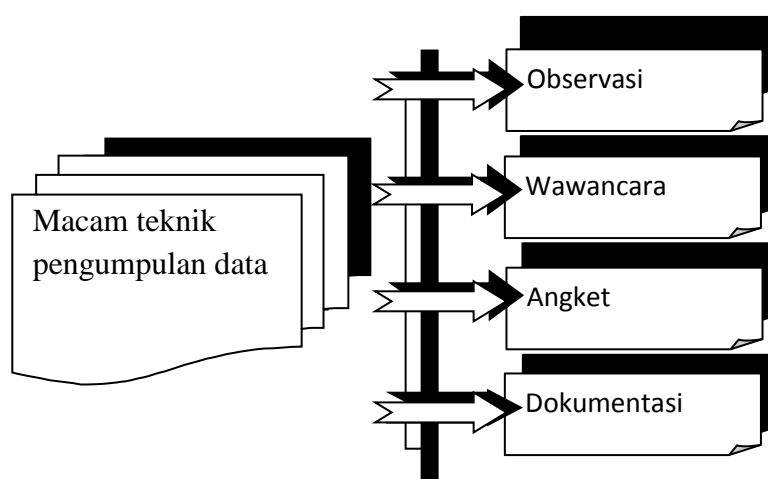 Macam teknik
pengumpulan data
Observasi
Wawancara
Angket
Dokumentasi